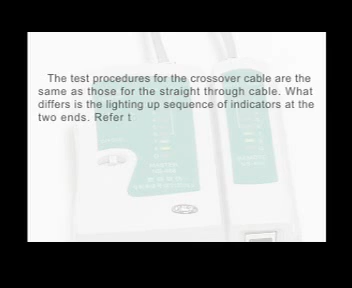 The test procedures for the crossover cable are the
same as those for the straight through cable. What
differs is the lighting up sequence of indicators at the
two ends. Refer t